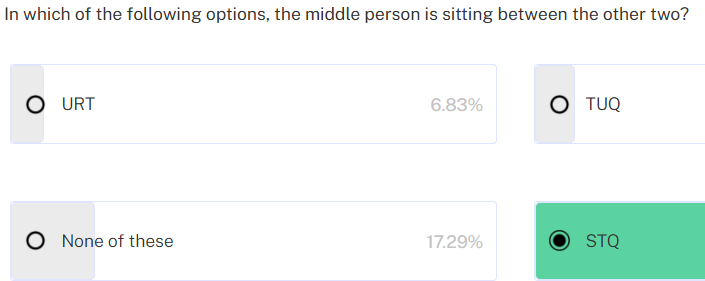 In which of the following options, the middle person is sitting between the other two?
URT 6.83%
TUQ
None of these 17.29%
STQ